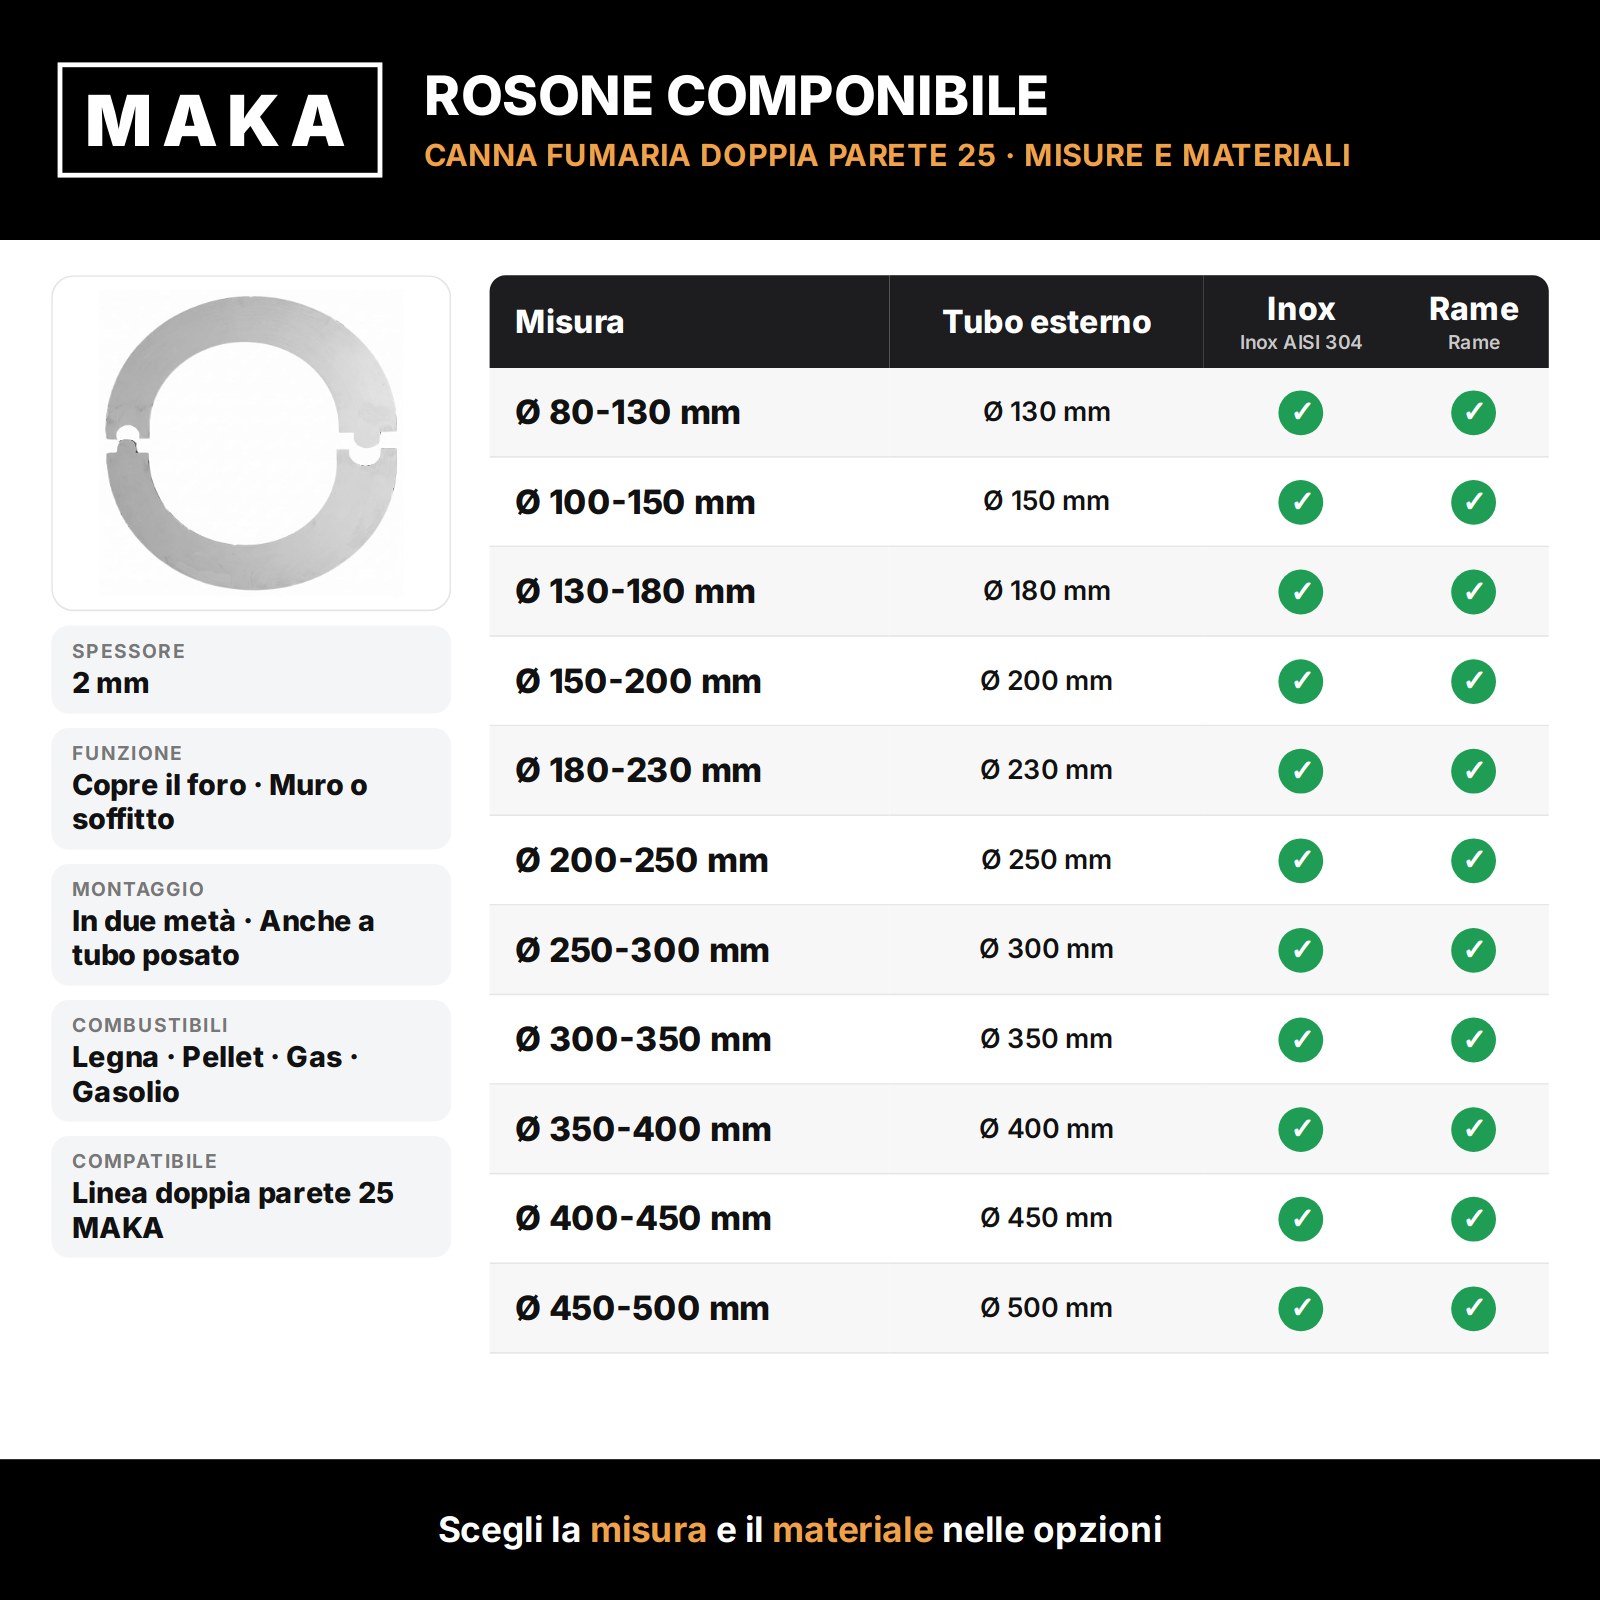 MAKA
ROSONE COMPONIBILE
CANNA FUMARIA DOPPIA PARETE 25 · MISURE E MATERIALI
SPESSORE
2 mm
FUNZIONE
Copre il foro · Muro o
soffitto
MONTAGGIO
In due metà · Anche a
tubo posato
COMBUSTIBILI
Legna · Pellet · Gas ·
Gasolio
COMPATIBILE
Linea doppia parete 25
MAKA
Misura Tubo esterno Inox Rame
Inox AISI 304 Rame
Ø 80-130 mm Ø 130 mm ✓ ✓
Ø 100-150 mm Ø 150 mm ✓ ✓
Ø 130-180 mm Ø 180 mm ✓ ✓
Ø 150-200 mm Ø 200 mm ✓ ✓
Ø 180-230 mm Ø 230 mm ✓ ✓
Ø 200-250 mm Ø 250 mm ✓ ✓
Ø 250-300 mm Ø 300 mm ✓ ✓
Ø 300-350 mm Ø 350 mm ✓ ✓
Ø 350-400 mm Ø 400 mm ✓ ✓
Ø 400-450 mm Ø 450 mm ✓ ✓
Ø 450-500 mm Ø 500 mm ✓ ✓
Scegli la misura e il materiale nelle opzioni